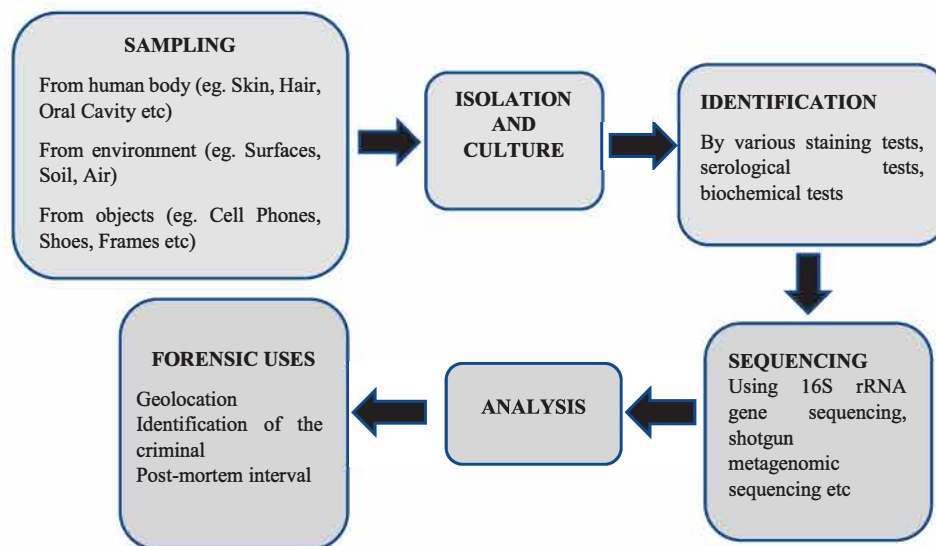 SAMPLING
From human body (eg. Skin, Hair,
Oral Cavity etc)
From environment (eg. Surfaces,
Soil, Air)
From objects (eg. Cell Phones,
Shoes, Frames etc)
ISOLATION
AND
CULTURE
IDENTIFICATION
By various staining tests,
serological tests,
biochemical tests
SEQUENCING
Using 16S rRNA
gene sequencing,
shotgun
metagenomic
sequencing etc
ANALYSIS
FORENSIC USES
Geolocation
Identification of the
criminal
Post-mortem interval